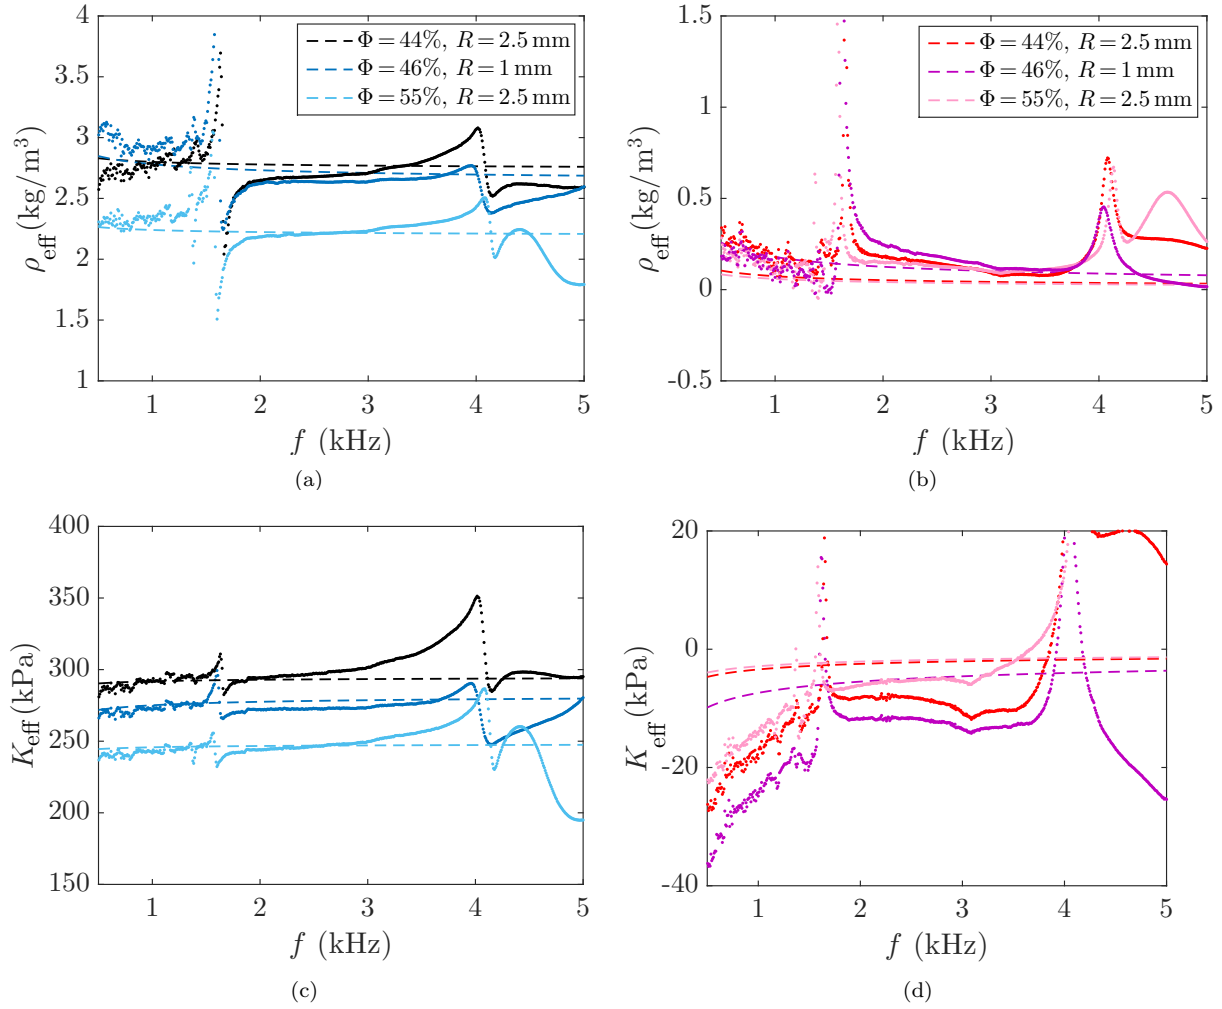 4
3.5
3
2.5
2
1.5
1
ρeff(kg/m³)
Φ = 44%, R = 2.5 mm
Φ = 46%, R = 1 mm
Φ = 55%, R = 2.5 mm
1 2 3 4 5
f (kHz)
(a)
1.5
1
0.5
0
-0.5
ρeff(kg/m³)
Φ = 44%, R = 2.5 mm
Φ = 46%, R = 1 mm
Φ = 55%, R = 2.5 mm
1 2 3 4 5
f (kHz)
(b)
400
350
300
250
200
150
Keff(kPa)
1 2 3 4 5
f (kHz)
(c)
20
0
-20
-40
Keff(kPa)
1 2 3 4 5
f (kHz)
(d)